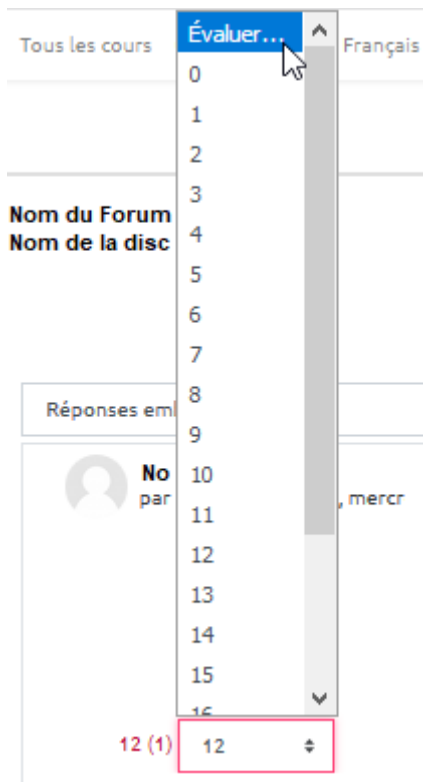 Tous les cours
Évaluer...
Français
0
1
2
3
Nom du Forum
Nom de la disc
4
5
6
7
8
Réponses
9
No
10
par
, mercr
11
12
13
14
15
16
12 (1)
12